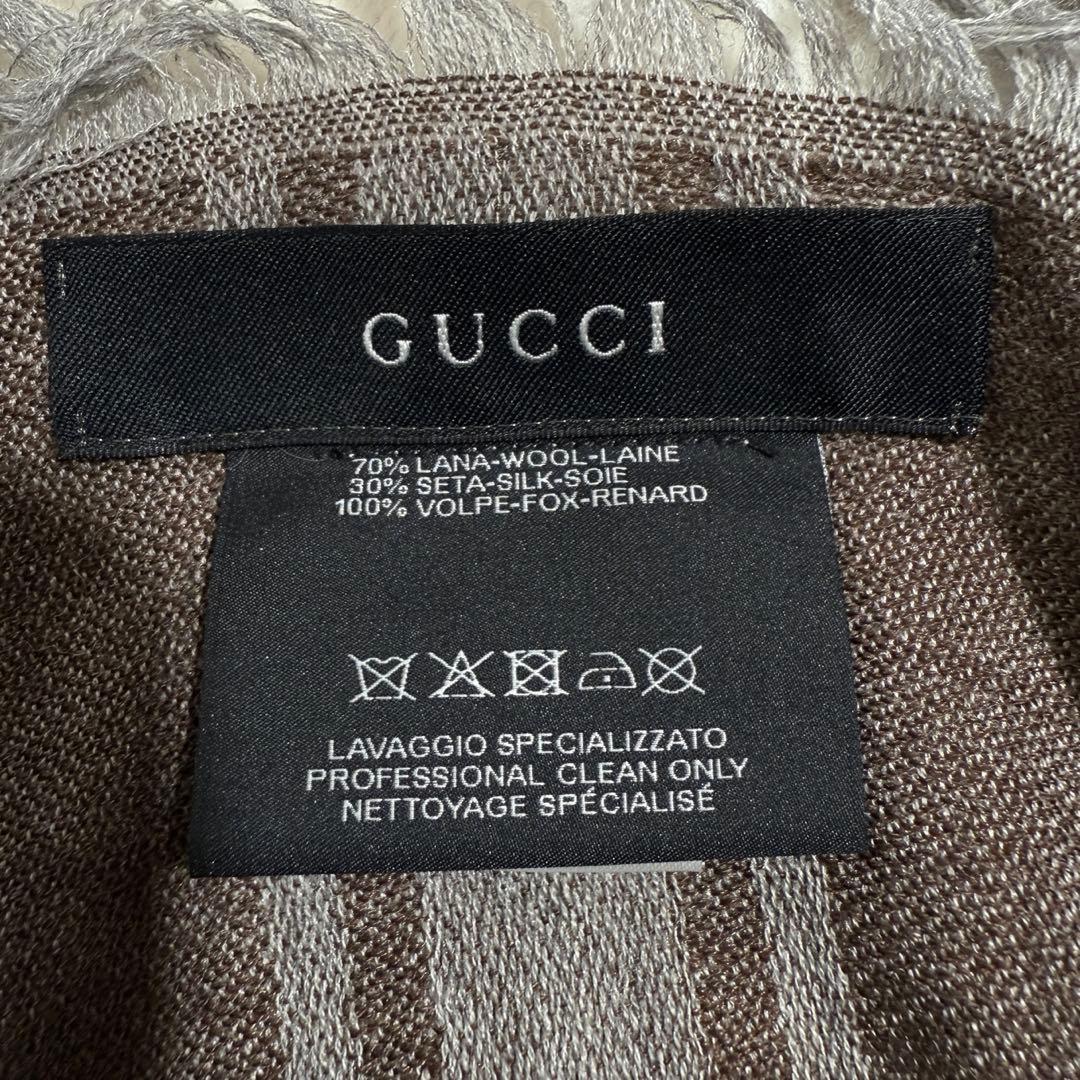 GUCCI
70% LANA-WOOL-LAINE
30% SETA-SILK-SOIE
100% VOLPE-FOX-RENARD
LAVAGGIO SPECIALIZZATO
PROFESSIONAL CLEAN ONLY
NETTOYAGE SPÉCIALISÉ